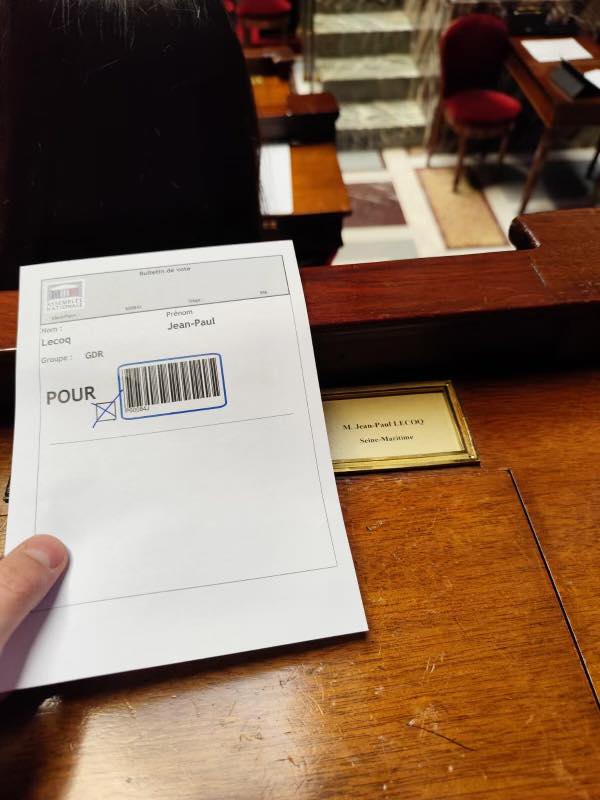 Bulletin de vote
ASSEMBLÉE
NATIONALE
Nom :
Prénom
Lecoq
Jean-Paul
Groupe : GDR
POUR
M. Jean-Paul LECOQ
Seine-Maritime